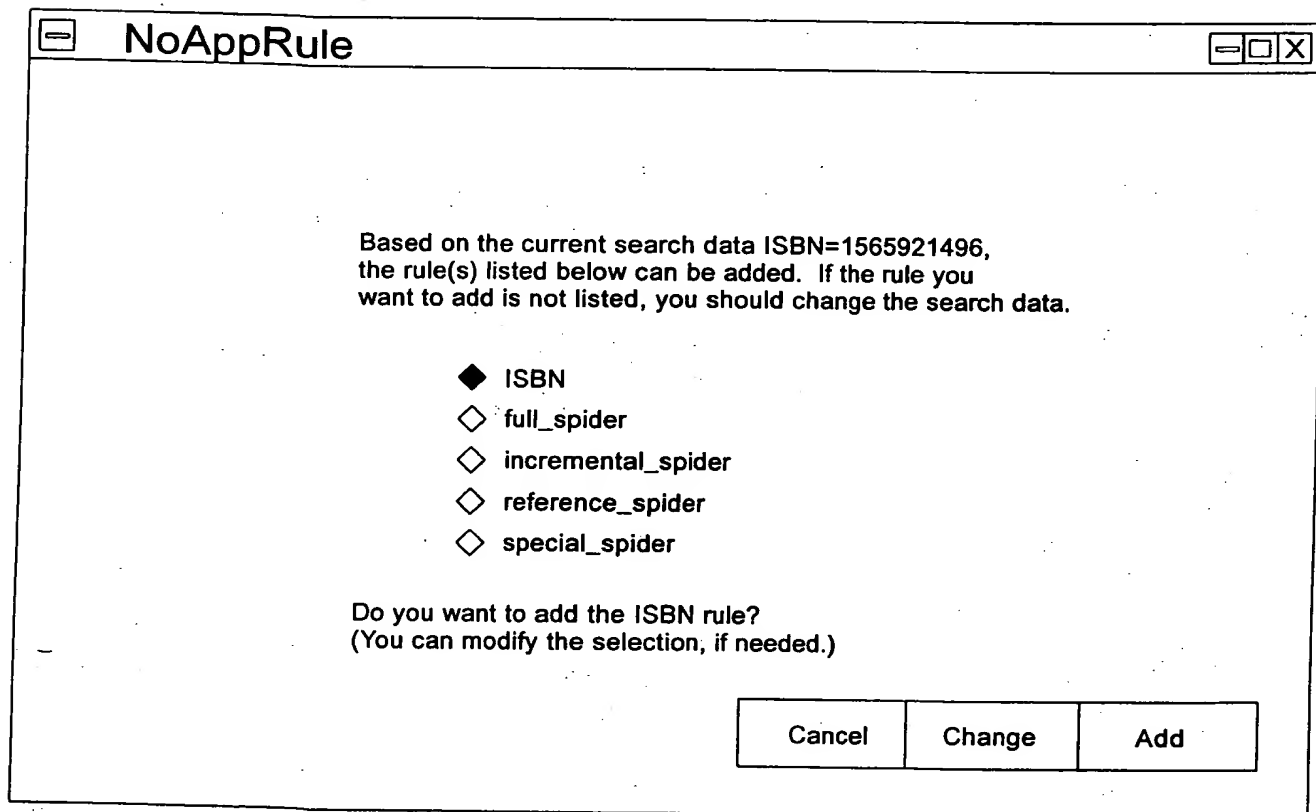 NoAppRule
Based on the current search data ISBN=1565921496,
the rule(s) listed below can be added. If the rule you
want to add is not listed, you should change the search data.
ISBN
full_spider
incremental_spider
reference_spider
special_spider
Do you want to add the ISBN rule?
(You can modify the selection, if needed.)
Cancel
Change
Add